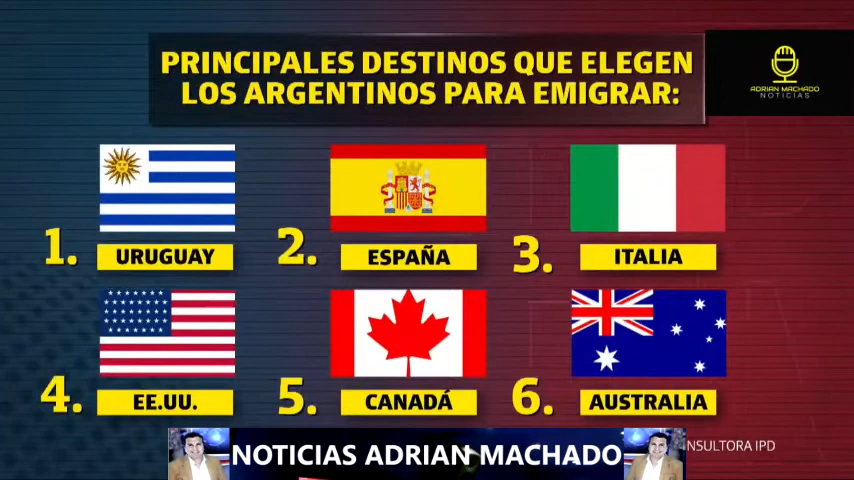 PRINCIPALES DESTINOS QUE ELEGEN
LOS ARGENTINOS PARA EMIGRAR:
ADRIAN MACHADO
NOTICIAS
1. URUGUAY
2. ESPAÑA
3. ITALIA
4. EE.UU.
5. CANADÁ
6. AUSTRALIA
NOTICIAS ADRIAN MACHADO
NSULTORA IPD